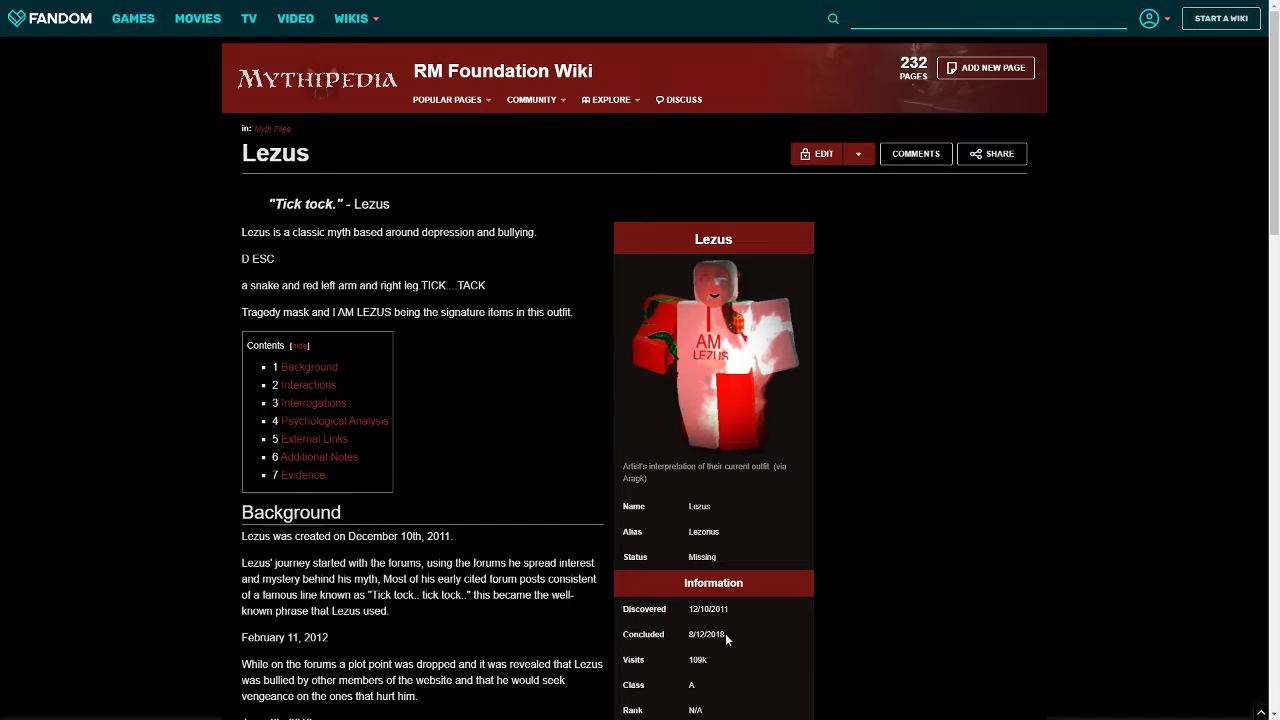 FANDOM GAMES MOVIES TV VIDEO WIKIS START A WIKI
MYTHIPEDIA
RM Foundation Wiki
232
PAGES
ADD NEW PAGE
POPULAR PAGES COMMUNITY EXPLORE DISCUSS
in: Myth Files
Lezus
EDIT COMMENTS SHARE
"Tick tock." - Lezus
Lezus is a classic myth based around depression and bullying.
D ESC
a snake and red left arm and right leg TICK....TACK
Tragedy mask and I AM LEZUS being the signature items in this outfit.
Contents [hide]
1 Background
2 Interactions
3 Interrogations
4 Psychological Analysis
5 External Links
6 Additional Notes
7 Evidence
Background
Lezus was created on December 10th, 2011.
Lezus' journey started with the forums, using the forums he spread interest
and mystery behind his myth, Most of his early cited forum posts consistent
of a famous line known as "Tick tock.. tick tock.." this became the well-
known phrase that Lezus used.
February 11, 2012
While on the forums a plot point was dropped and it was revealed that Lezus
was bullied by other members of the website and that he would seek
vengeance on the ones that hurt him.
Lezus
I
AM
LEZUS
Artist's interpretation of their current outfit. (via
Aragk)
Name Lezus
Alias Lezorius
Status Missing
Information
Discovered 12/10/2011
Concluded 8/12/2018
Visits 109k
Class A
Rank N/A